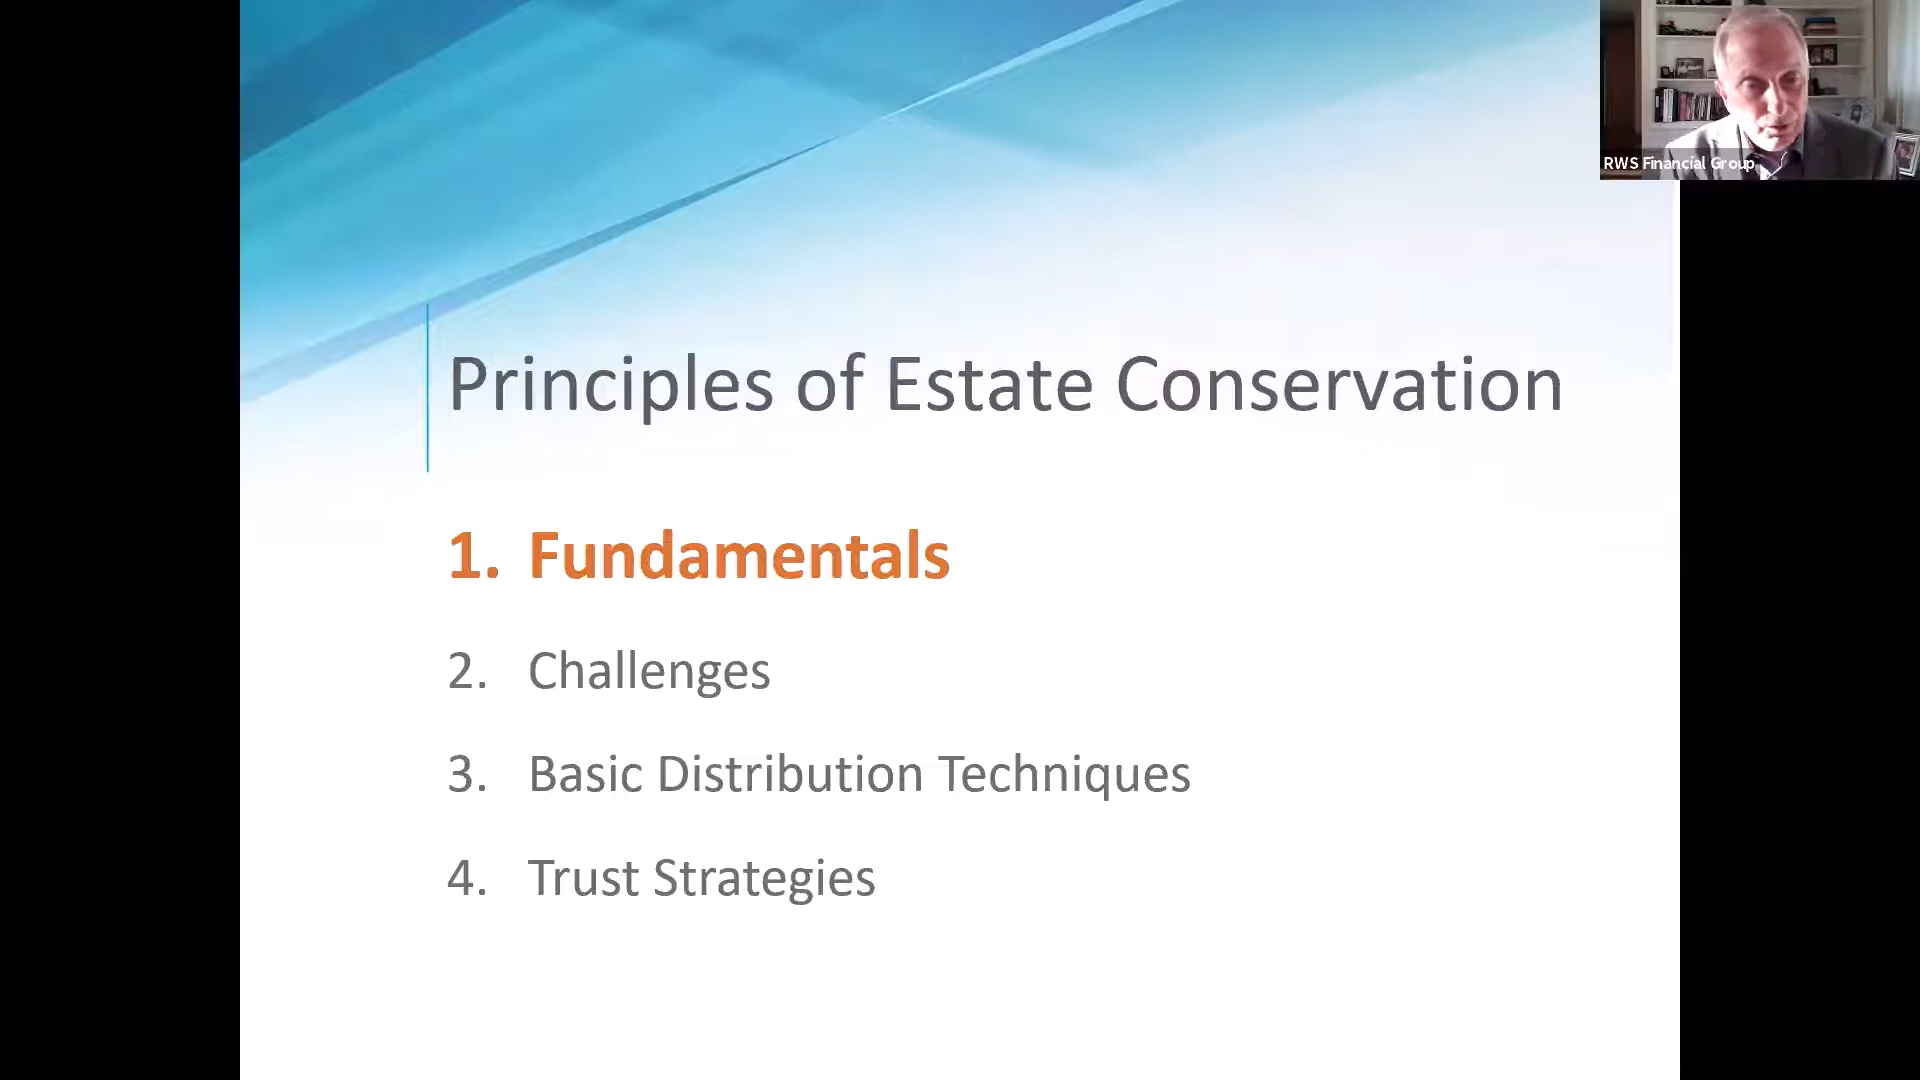 RWS Financial Group
Principles of Estate Conservation
1. Fundamentals
2. Challenges
3. Basic Distribution Techniques
4. Trust Strategies